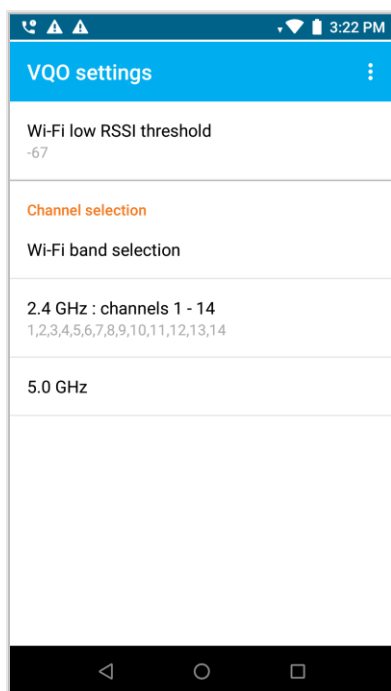 3:22 PM
VQO settings
Wi-Fi low RSSI threshold
-67
Channel selection
Wi-Fi band selection
2.4 GHz : channels 1 - 14
1,2,3,4,5,6,7,8,9,10,11,12,13,14
5.0 GHz